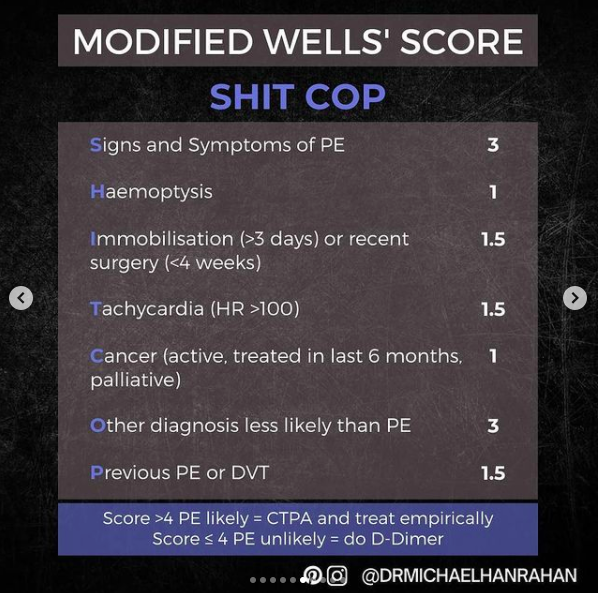 MODIFIED WELLS' SCORE
SHIT COP
Signs and Symptoms of PE 3
Haemoptysis 1
Immobilisation (>3 days) or recent 1.5
surgery (<4 weeks)
Tachycardia (HR >100) 1.5
Cancer (active, treated in last 6 months, 1
palliative)
Other diagnosis less likely than PE 3
Previous PE or DVT 1.5
Score >4 PE likely = CTPA and treat empirically
Score ≤ 4 PE unlikely = do D-Dimer
@DRMICHAELHANRAHAN